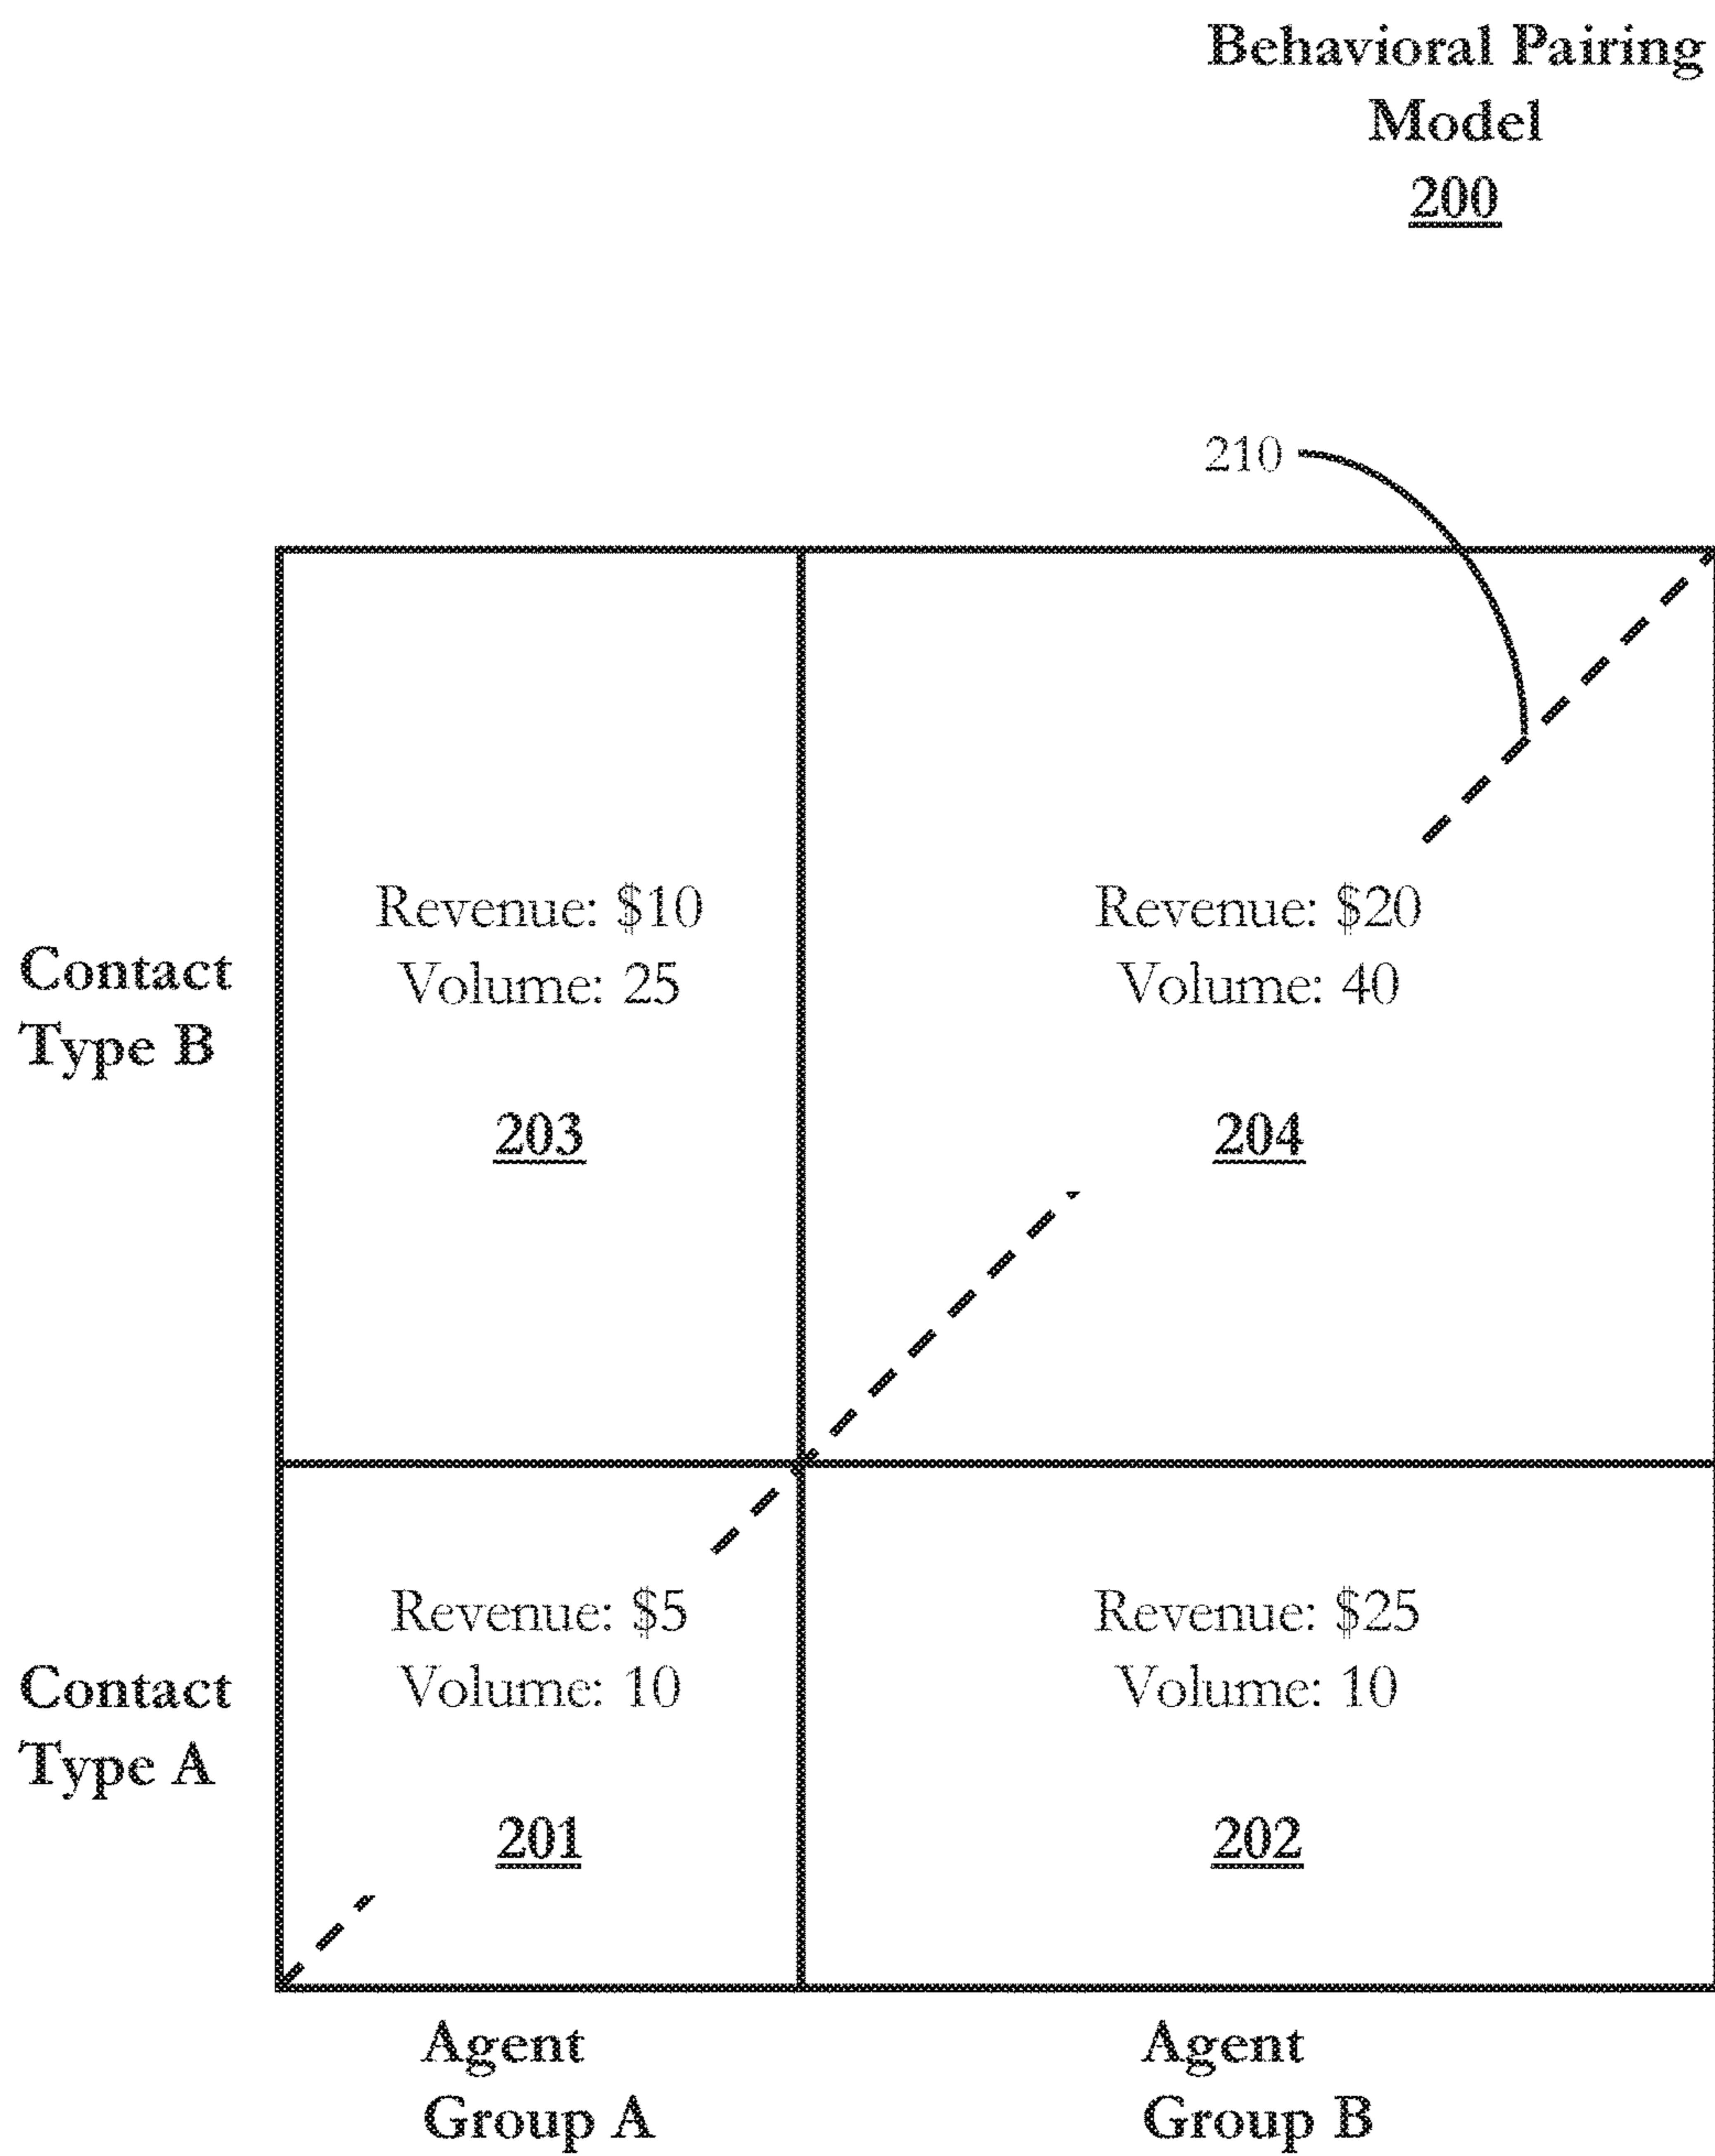 Behavioral Pairing
Model
200
210
Contact
Type B
Revenue: $10
Volume: 25
203
Revenue: $20
Volume: 40
204
Contact
Type A
Revenue: $5
Volume: 10
201
Revenue: $25
Volume: 10
202
Agent
Group A
Agent
Group B